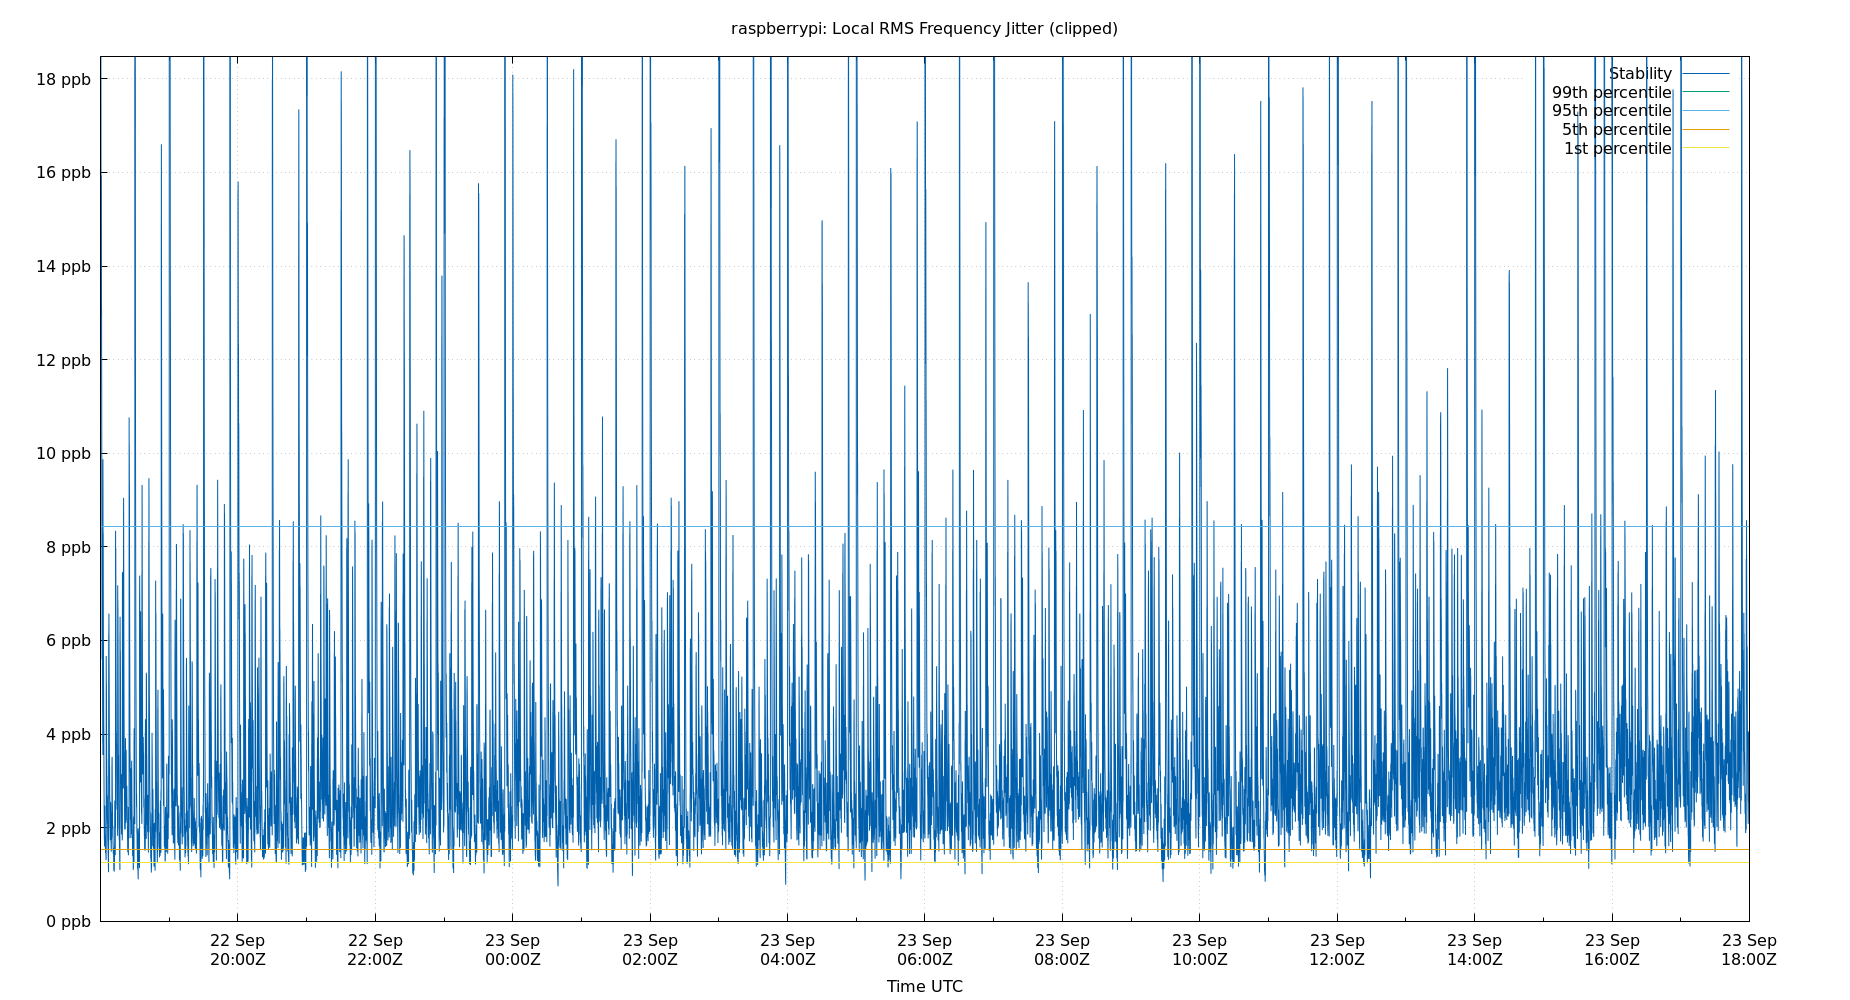 raspberrypi: Local RMS Frequency Jitter (clipped)
18 ppb
16 ppb
14 ppb
12 ppb
10 ppb
8 ppb
6 ppb
4 ppb
2 ppb
0 ppb
Stability
99th percentile
95th percentile
5th percentile
1st percentile
22 Sep 22 Sep 23 Sep 23 Sep 23 Sep 23 Sep 23 Sep 23 Sep 23 Sep 23 Sep 23 Sep 23 Sep
20:00Z 22:00Z 00:00Z 02:00Z 04:00Z 06:00Z 08:00Z 10:00Z 12:00Z 14:00Z 16:00Z 18:00Z
Time UTC